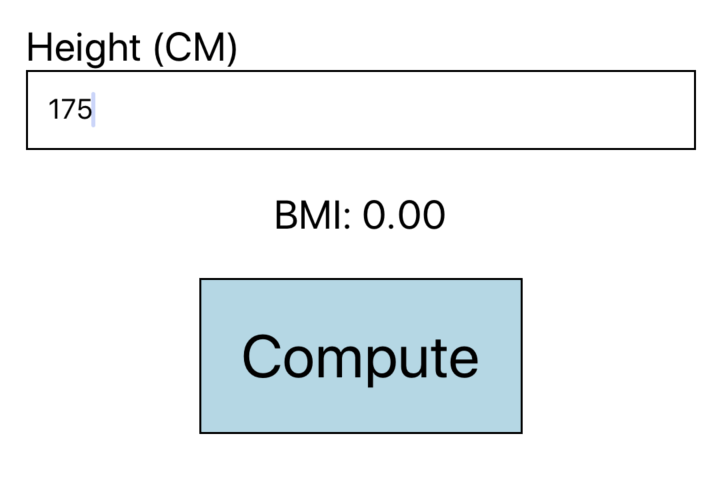 Height (CM)
175
BMI: 0.00
Compute